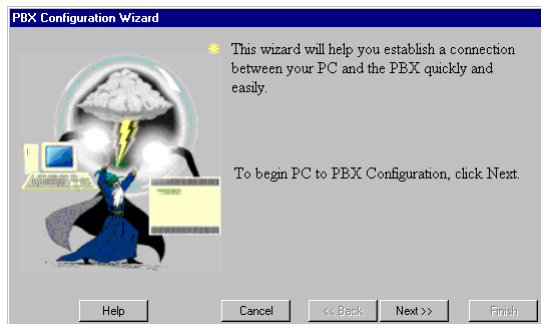 PBX Configuration Wizard
This wizard will help you establish a connection
between your PC and the PBX quickly and
easily.
To begin PC to PBX Configuration, click Next.
Help Cancel << Back Next >> Finish